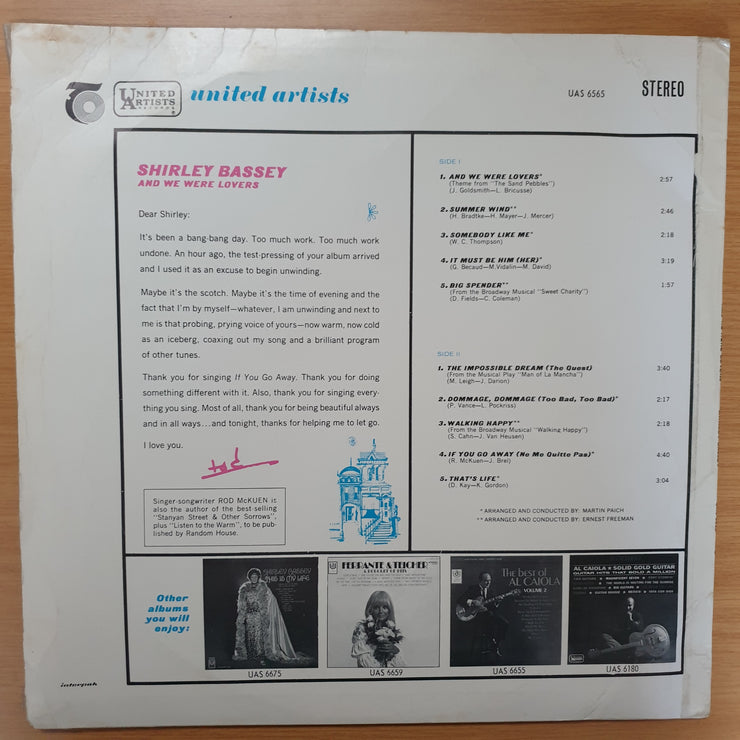 UNITED
ARTISTS
RECORDS
united artists
UAS 6565
STEREO
SHIRLEY BASSEY
AND WE WERE LOVERS
Dear Shirley:
It's been a bang-bang day. Too much work. Too much work
undone. An hour ago, the test-pressing of your album arrived
and I used it as an excuse to begin unwinding.
Maybe it's the scotch. Maybe it's the time of evening and the
fact that I'm by myself—whatever, I am unwinding and next to
me is that probing, prying voice of yours—now warm, now cold
as an iceberg, coaxing out my song and a brilliant program
of other tunes.
Thank you for singing If You Go Away. Thank you for doing
something different with it. Also, thank you for singing every-
thing you sing. Most of all, thank you for being beautiful always
and in all ways...and tonight, thanks for helping me to let go.
I love you.
Singer-songwriter ROD McKUEN is
also the author of the best-selling
"Stanyan Street & Other Sorrows",
plus "Listen to the Warm", to be pub-
lished by Random House.
SIDE I
1. AND WE WERE LOVERS* 2:57
(Theme from "The Sand Pebbles")
(J. Goldsmith—L. Bricusse)
2. SUMMER WIND** 2:46
(H. Bradtke—H. Mayer—J. Mercer)
3. SOMEBODY LIKE ME* 2:18
(W. C. Thompson)
4. IT MUST BE HIM (HER)* 3:19
(G. Becaud—M. Vidalin—M. David)
5. BIG SPENDER** 1:57
(From the Broadway Musical "Sweet Charity")
(D. Fields—C. Coleman)
SIDE II
1. THE IMPOSSIBLE DREAM (The Quest) 3:40
(From the Musical Play "Man of La Mancha")
(M. Leigh—J. Darion)
2. DOMMAGE, DOMMAGE (Too Bad, Too Bad)* 2:17
(P. Vance—L. Pockriss)
3. WALKING HAPPY** 2:18
(From the Broadway Musical "Walking Happy")
(S. Cahn—J. Van Heusen)
4. IF YOU GO AWAY (Ne Me Quitte Pas)* 4:40
(R. McKuen—J. Brel)
5. THAT'S LIFE* 3:04
(D. Kay—K. Gordon)
* ARRANGED AND CONDUCTED BY: MARTIN PAICH
** ARRANGED AND CONDUCTED BY: ERNEST FREEMAN
Other
albums
you will
enjoy:
SHIRLEY BASSEY
THIS IS MY LIFE
UAS 6675
FERRANTE & TEICHER
A BOUQUET OF HITS
UAS 6659
The best of
AL CAIOLA
VOLUME 2
UAS 6655
AL CAIOLA ★ SOLID GOLD GUITAR
GUITAR HITS THAT SOLD A MILLION
UAS 6180
interpak